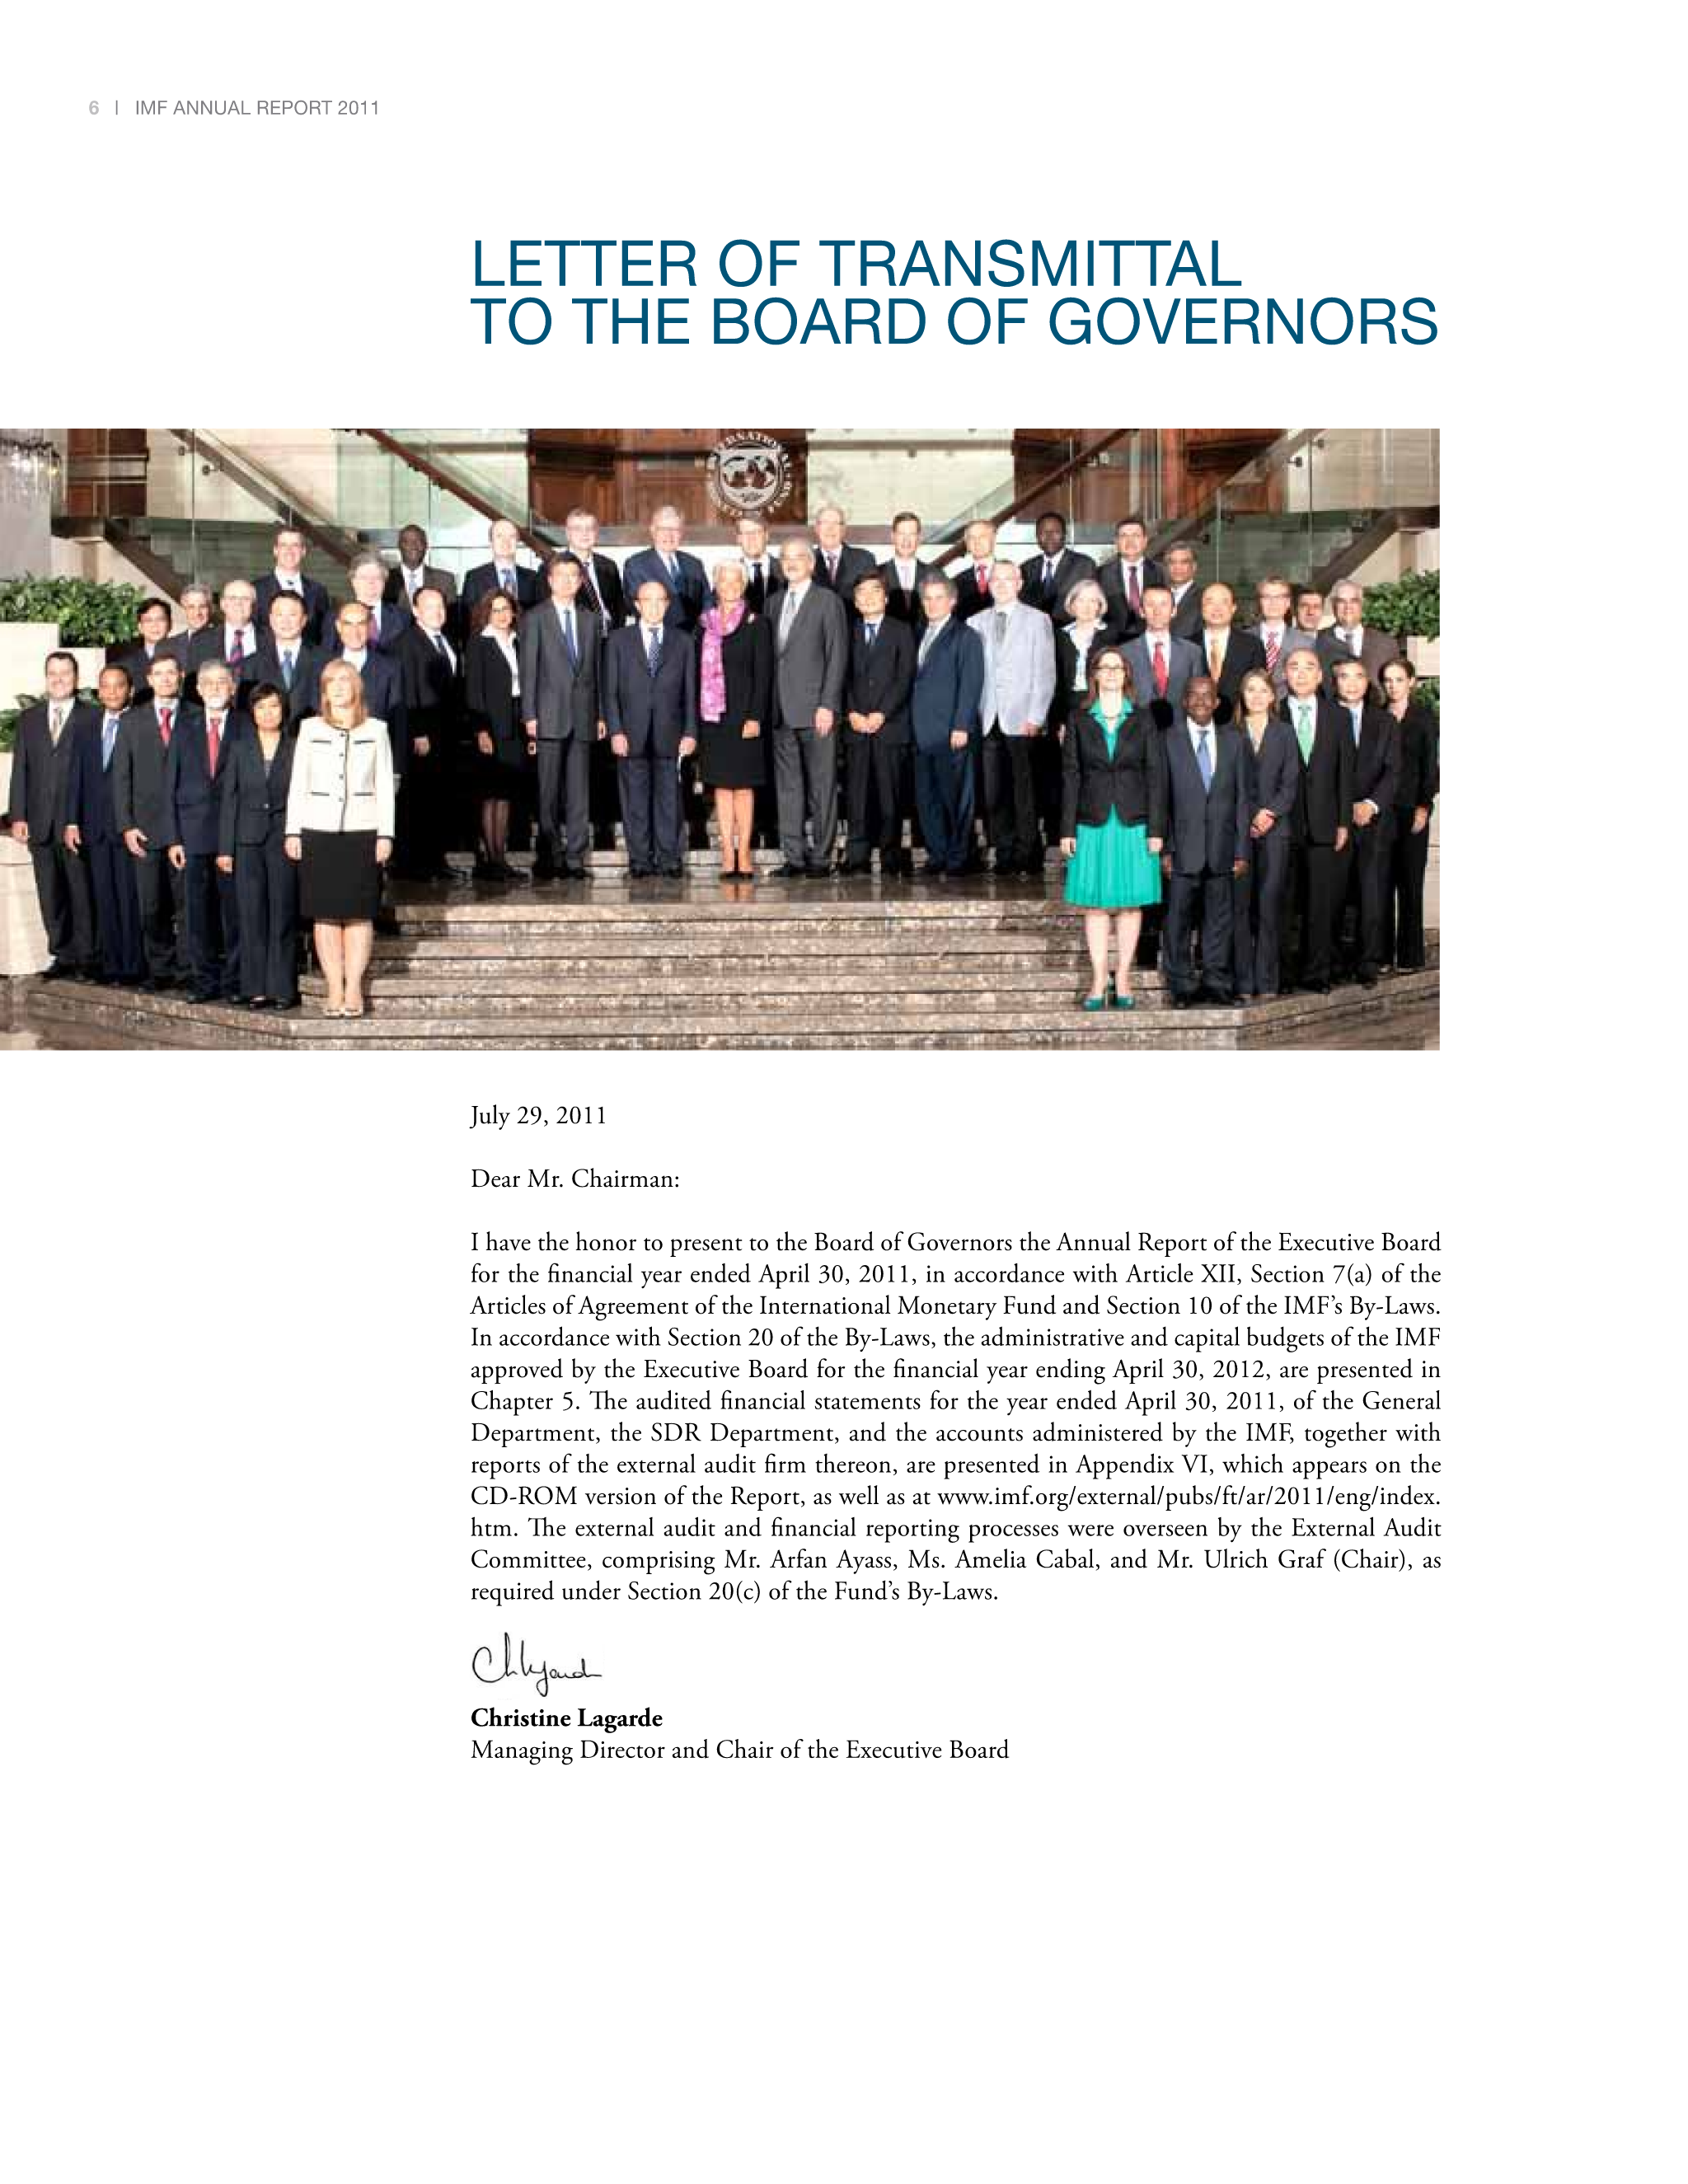 6 | IMF ANNUAL REPORT 2011
LETTER OF TRANSMITTAL
TO THE BOARD OF GOVERNORS
July 29, 2011
Dear Mr. Chairman:
I have the honor to present to the Board of Governors the Annual Report of the Executive Board
for the financial year ended April 30, 2011, in accordance with Article XII, Section 7(a) of the
Articles of Agreement of the International Monetary Fund and Section 10 of the IMF’s By-Laws.
In accordance with Section 20 of the By-Laws, the administrative and capital budgets of the IMF
approved by the Executive Board for the financial year ending April 30, 2012, are presented in
Chapter 5. The audited financial statements for the year ended April 30, 2011, of the General
Department, the SDR Department, and the accounts administered by the IMF, together with
reports of the external audit firm thereon, are presented in Appendix VI, which appears on the
CD-ROM version of the Report, as well as at www.imf.org/external/pubs/ft/ar/2011/eng/index.
htm. The external audit and financial reporting processes were overseen by the External Audit
Committee, comprising Mr. Arfan Ayass, Ms. Amelia Cabal, and Mr. Ulrich Graf (Chair), as
required under Section 20(c) of the Fund’s By-Laws.
Christine Lagarde
Managing Director and Chair of the Executive Board